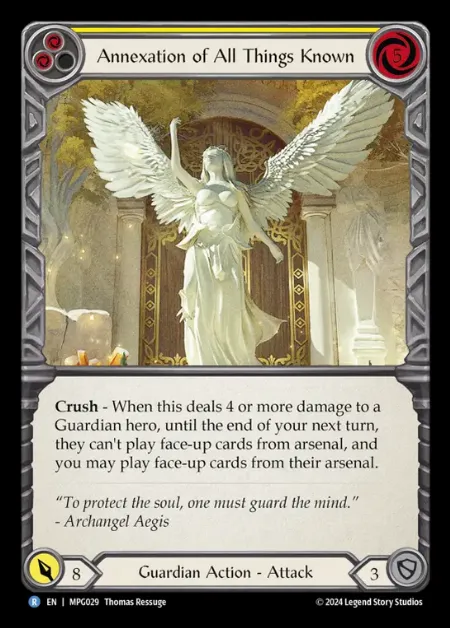 Annexation of All Things Known
5
Crush - When this deals 4 or more damage to a
Guardian hero, until the end of your next turn,
they can't play face-up cards from arsenal, and
you may play face-up cards from their arsenal.
“To protect the soul, one must guard the mind.”
- Archangel Aegis
8 Guardian Action - Attack 3
R EN | MPG029 Thomas Ressuge © 2024 Legend Story Studios